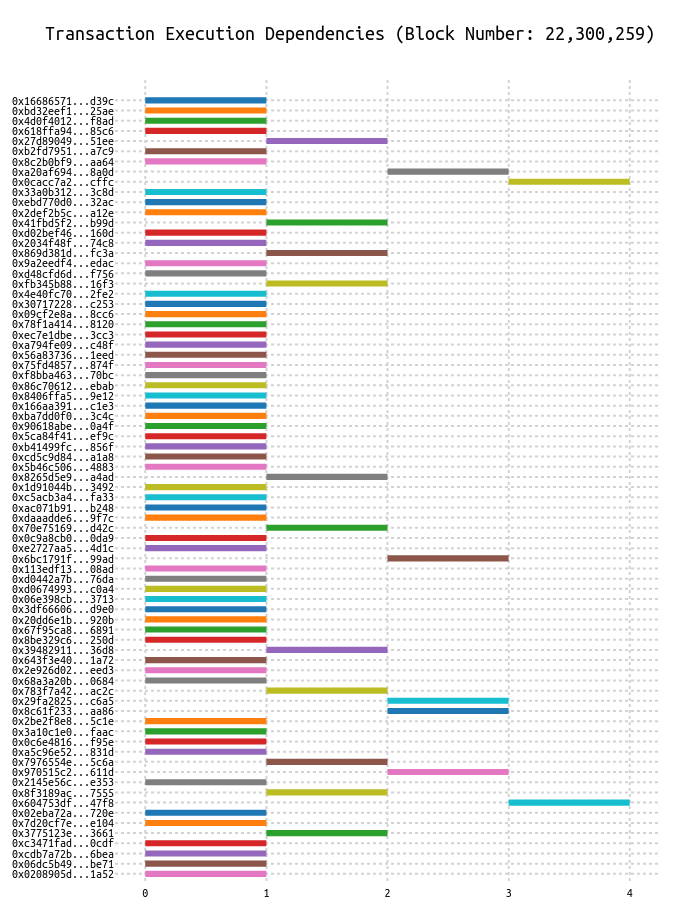 Transaction Execution Dependencies (Block Number: 22,300,259)
0x16686571...d39c
0xbd32eef1...25ae
0x4d0f4012...f8ad
0x618ffa94...85c6
0x27d89049...51ee
0xb2fd7951...a7c9
0x8c2b0bf9...aa64
0xa20af694...8a0d
0x0cacc7a2...cffc
0x33a0b312...3c8d
0xebd770d0...32ac
0x2def2b5c...a12e
0x41fbd5f2...b99d
0xd02bef46...160d
0x2034f48f...74c8
0x869d381d...fc3a
0x9a2eedf4...edac
0xd48cfd6d...f756
0xfb345b88...16f3
0x4e40fc70...2fe2
0x30717228...c253
0x09cf2e8a...8cc6
0x78f1a414...8120
0xec7e1dbe...3cc3
0xa794fe09...c48f
0x56a83736...1eed
0x75fd4857...874f
0xf8bba463...70bc
0x86c70612...ebab
0x8406ffa5...9e12
0x166aa391...c1e3
0xba7dd0f0...3c4c
0x90618abe...0a4f
0x5ca84f41...ef9c
0xb41499fc...856f
0xcd5c9d84...a1a8
0x5b46c506...4883
0x8265d5e9...a4ad
0x1d91044b...3492
0xc5acb3a4...fa33
0xac071b91...b248
0xdaaadde6...9f7c
0x70e75169...d42c
0x0c9a8cb0...0da9
0xe2727aa5...4d1c
0x6bc1791f...99ad
0x113edf13...08ad
0xd0442a7b...76da
0xd0674993...c0a4
0x06e398cb...3713
0x3df66606...d9e0
0x20dd6e1b...920b
0x67f95ca8...6891
0x8be329c6...250d
0x39482911...36d8
0x643f3e40...1a72
0x2e926d02...eed3
0x68a3a20b...0684
0x783f7a42...ac2c
0x29fa2825...c6a5
0x8c61f233...aa86
0x2be2f8e8...5c1e
0x3a10c1e0...faac
0x0c6e4816...f95e
0xa5c96e52...831d
0x7976554e...5c6a
0x970515c2...611d
0x2145e56c...e353
0x8f3189ac...7555
0x604753df...47f8
0x02eba72a...720e
0x7d20cf7e...e104
0x3775123e...3661
0xc3471fad...0cdf
0xcdb7a72b...6bea
0x06dc5b49...be71
0x0208905d...1a52
0 1 2 3 4